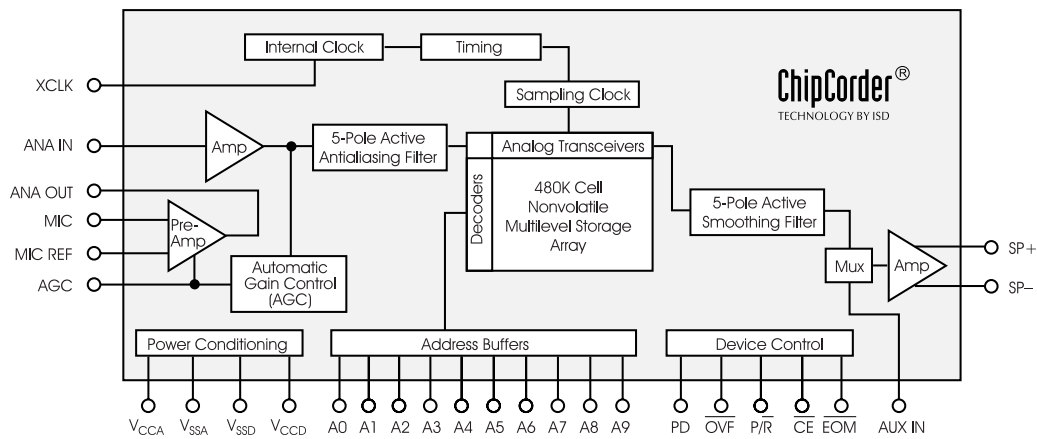 Internal Clock
Timing
ChipCorder®
XCLK
Sampling Clock
TECHNOLOGY BY ISD
ANA IN
Amp
5-Pole Active
Antialiasing Filter
Analog Transceivers
Decoders
480K Cell
Nonvolatile
Multilevel Storage
Array
ANA OUT
MIC
Pre-
Amp
MIC REF
AGC
Automatic
Gain Control
(AGC)
5-Pole Active
Smoothing Filter
Mux
Amp
SP+
SP–
Power Conditioning
Address Buffers
Device Control
VCCA VSSA VSSD VCCD A0 A1 A2 A3 A4 A5 A6 A7 A8 A9 PD OVF P/R CE EOM AUX IN